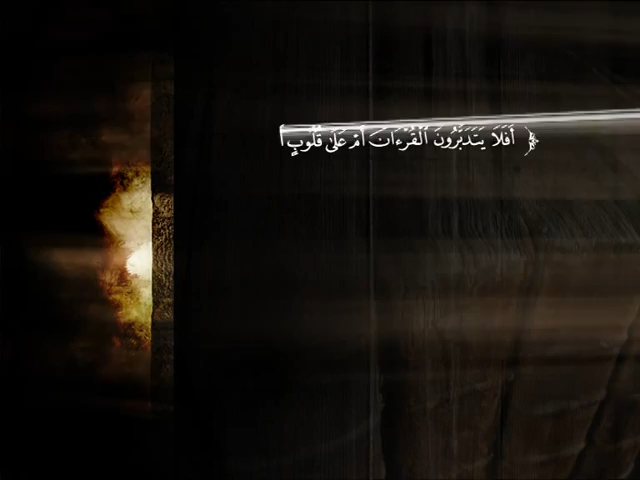 ﴿ أَفَلَا يَتَدَبَّرُونَ ٱلْقُرْءَانَ أَمْ عَلَىٰ قُلُوبٍ أ